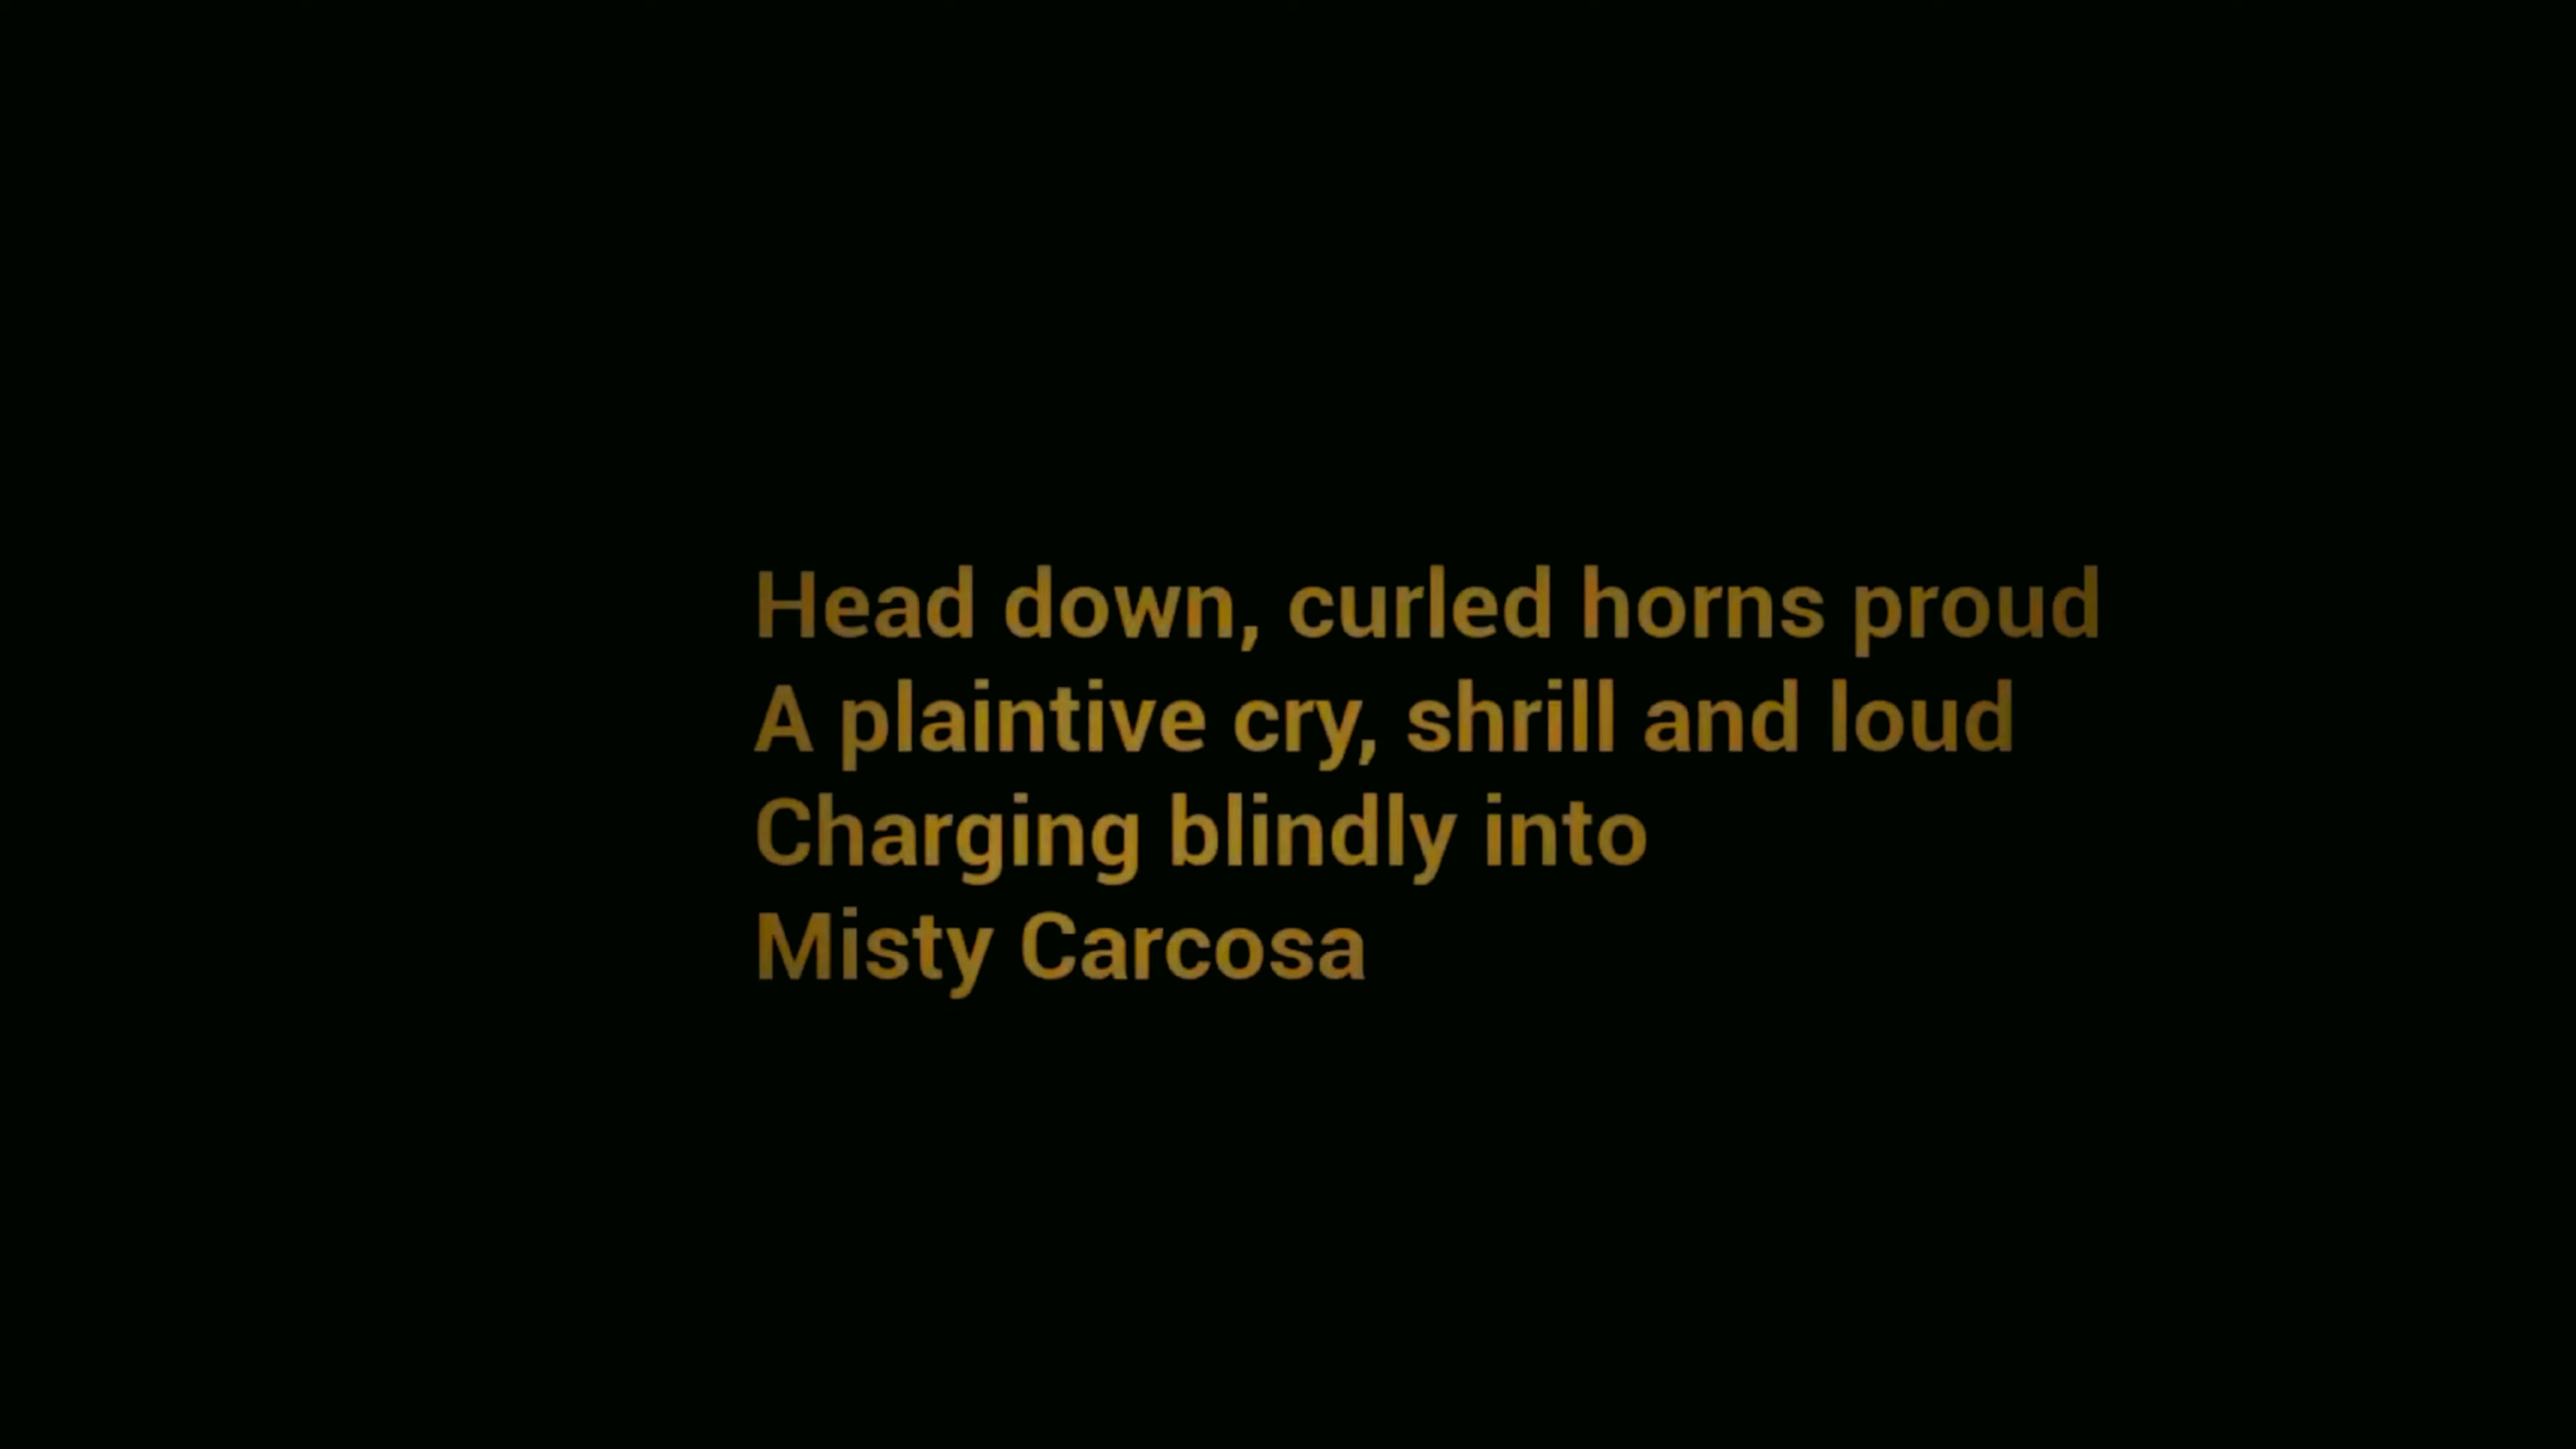 Head down, curled horns proud
A plaintive cry, shrill and loud
Charging blindly into
Misty Carcosa